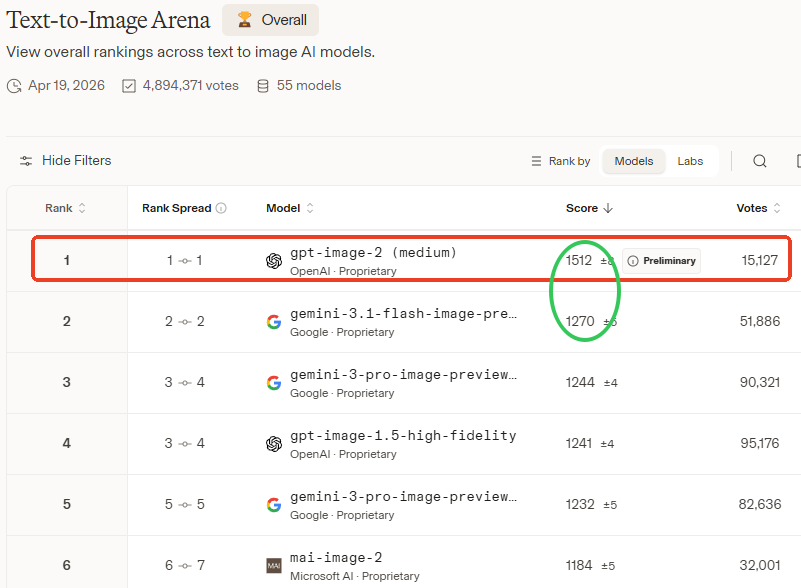 Text-to-Image Arena 🏆 Overall
View overall rankings across text to image AI models.
Apr 19, 2026 4,894,371 votes 55 models
Hide Filters Rank by Models Labs
Rank Rank Spread Model Score Votes
1 1 1 gpt-image-2 (medium) 1512 ±8 Preliminary 15,127
OpenAI · Proprietary
2 2 2 gemini-3.1-flash-image-pre… 1270 51,886
Google · Proprietary
3 3 4 gemini-3-pro-image-preview… 1244 ±4 90,321
Google · Proprietary
4 3 4 gpt-image-1.5-high-fidelity 1241 ±4 95,176
OpenAI · Proprietary
5 5 5 gemini-3-pro-image-preview… 1232 ±5 82,636
Google · Proprietary
6 6 7 MAI mai-image-2 1184 ±5 32,001
Microsoft AI · Proprietary